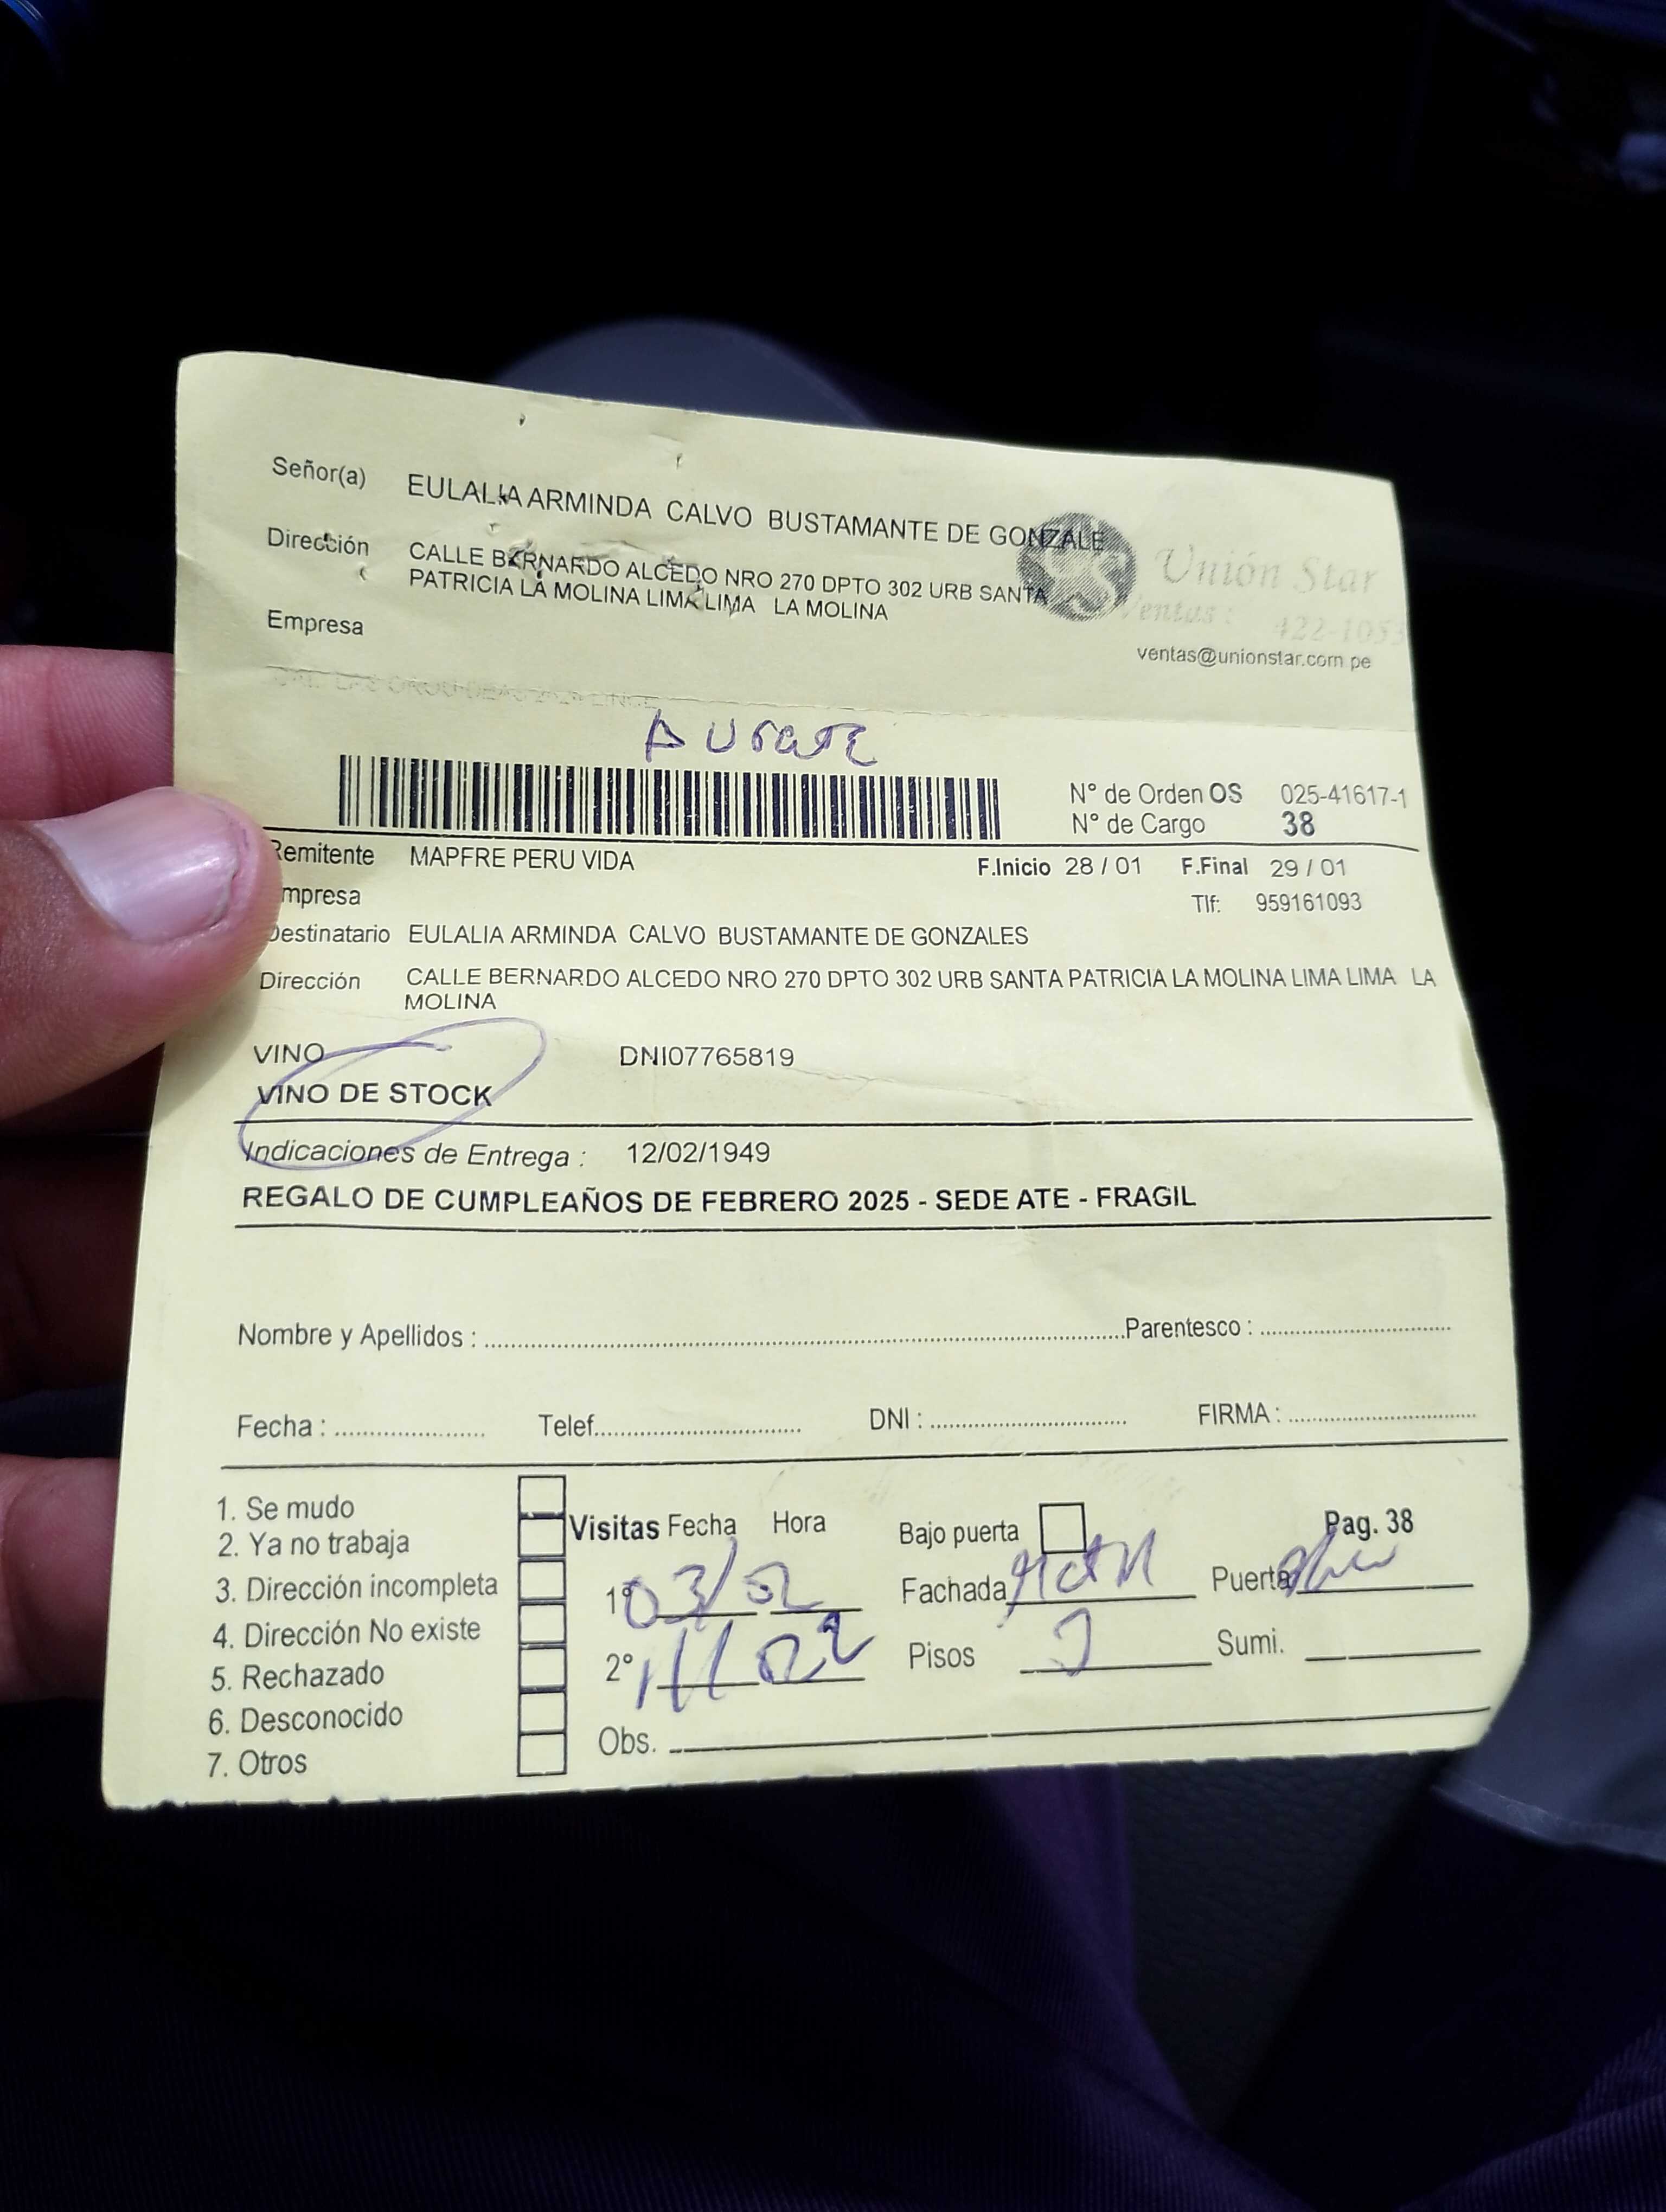 Señor(a) EULALIA ARMINDA CALVO BUSTAMANTE DE GONZALE
Dirección CALLE BERNARDO ALCEDO NRO 270 DPTO 302 URB SANTA
PATRICIA LA MOLINA LIMA LIMA LA MOLINA
Empresa
Unión Star
Ventas: 422-1053
ventas@unionstar.com pe
N° de Orden OS 025-41617-1
N° de Cargo 38
Remitente MAPFRE PERU VIDA F.Inicio 28 / 01 F.Final 29 / 01
Empresa Tlf: 959161093
Destinatario EULALIA ARMINDA CALVO BUSTAMANTE DE GONZALES
Dirección CALLE BERNARDO ALCEDO NRO 270 DPTO 302 URB SANTA PATRICIA LA MOLINA LIMA LIMA LA
MOLINA
VINO DNI07765819
VINO DE STOCK
Indicaciones de Entrega : 12/02/1949
REGALO DE CUMPLEAÑOS DE FEBRERO 2025 - SEDE ATE - FRAGIL
Nombre y Apellidos : Parentesco :
Fecha : Telef. DNI : FIRMA :
1. Se mudo
2. Ya no trabaja
3. Dirección incompleta
4. Dirección No existe
5. Rechazado
6. Desconocido
7. Otros
Visitas Fecha Hora
1° 03/02
2° 11/02
Obs.
Bajo puerta Pag. 38
Fachada Puerta
Pisos Sumi.